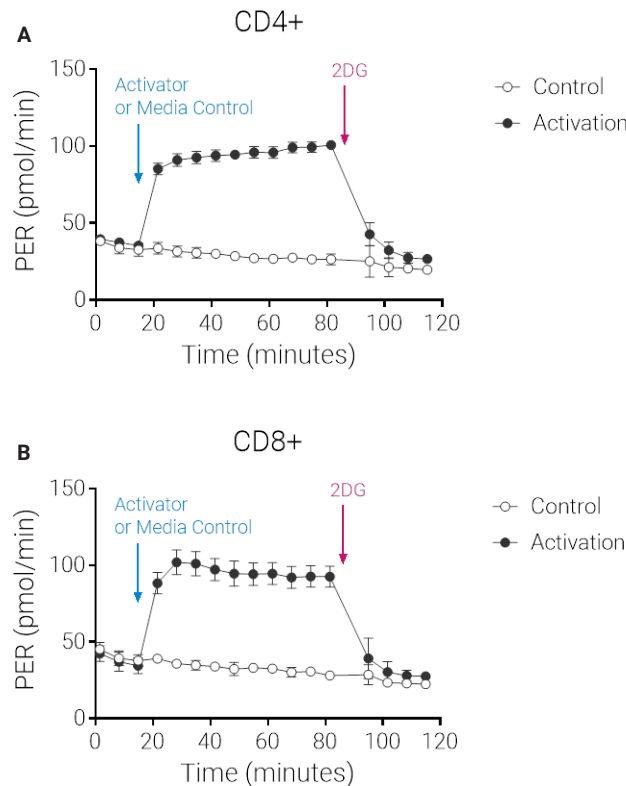 A
CD4+
150
100
50
0
PER (pmol/min)
Activator
or Media Control
2DG
Control
Activation
0 20 40 60 80 100 120
Time (minutes)
B
CD8+
150
100
50
0
PER (pmol/min)
Activator
or Media Control
2DG
Control
Activation
0 20 40 60 80 100 120
Time (minutes)